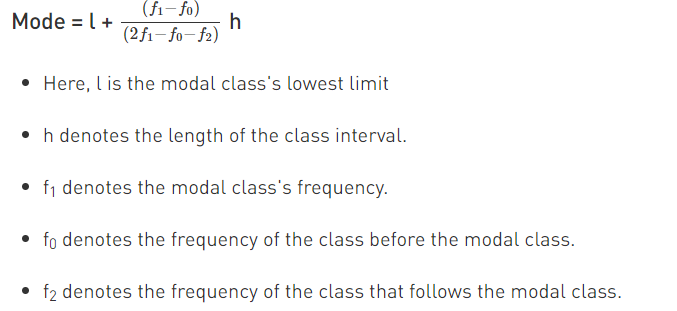 Mode = l + (f₁−f₀) / (2f₁−f₀−f₂) h
• Here, l is the modal class's lowest limit
• h denotes the length of the class interval.
• f₁ denotes the modal class's frequency.
• f₀ denotes the frequency of the class before the modal class.
• f₂ denotes the frequency of the class that follows the modal class.